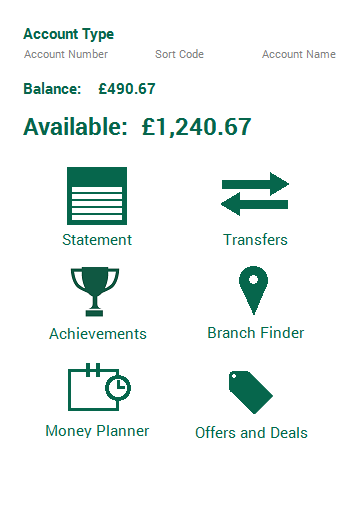 Account Type
Account Number Sort Code Account Name
Balance: £490.67
Available: £1,240.67
Statement Transfers
Achievements Branch Finder
Money Planner Offers and Deals